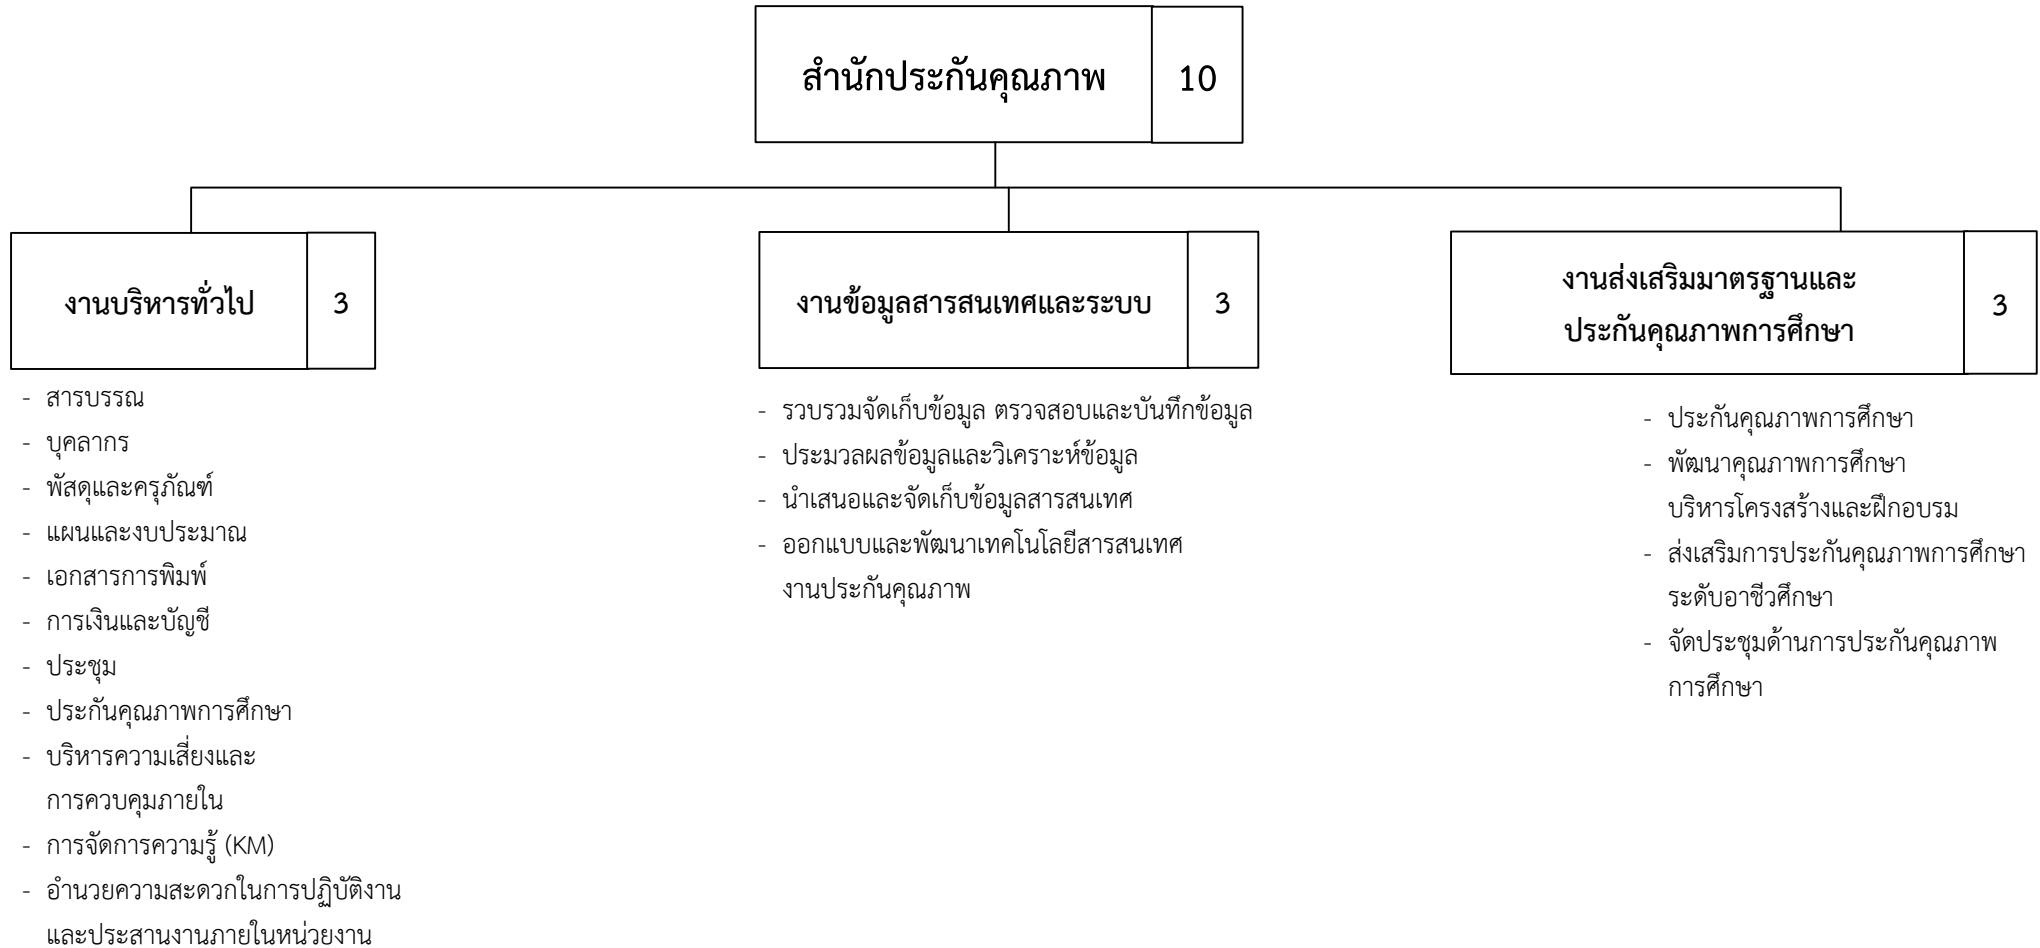 สำนักประกันคุณภาพ 10
งานบริหารทั่วไป 3
- สารบรรณ
- บุคลากร
- พัสดุและครุภัณฑ์
- แผนและงบประมาณ
- เอกสารการพิมพ์
- การเงินและบัญชี
- ประชุม
- ประกันคุณภาพการศึกษา
- บริหารความเสี่ยงและ
การควบคุมภายใน
- การจัดการความรู้ (KM)
- อำนวยความสะดวกในการปฏิบัติงาน
และประสานงานภายในหน่วยงาน
งานข้อมูลสารสนเทศและระบบ 3
- รวบรวมจัดเก็บข้อมูล ตรวจสอบและบันทึกข้อมูล
- ประมวลผลข้อมูลและวิเคราะห์ข้อมูล
- นำเสนอและจัดเก็บข้อมูลสารสนเทศ
- ออกแบบและพัฒนาเทคโนโลยีสารสนเทศ
งานประกันคุณภาพ
งานส่งเสริมมาตรฐานและ
ประกันคุณภาพการศึกษา 3
- ประกันคุณภาพการศึกษา
- พัฒนาคุณภาพการศึกษา
บริหารโครงสร้างและฝึกอบรม
- ส่งเสริมการประกันคุณภาพการศึกษา
ระดับอาชีวศึกษา
- จัดประชุมด้านการประกันคุณภาพ
การศึกษา